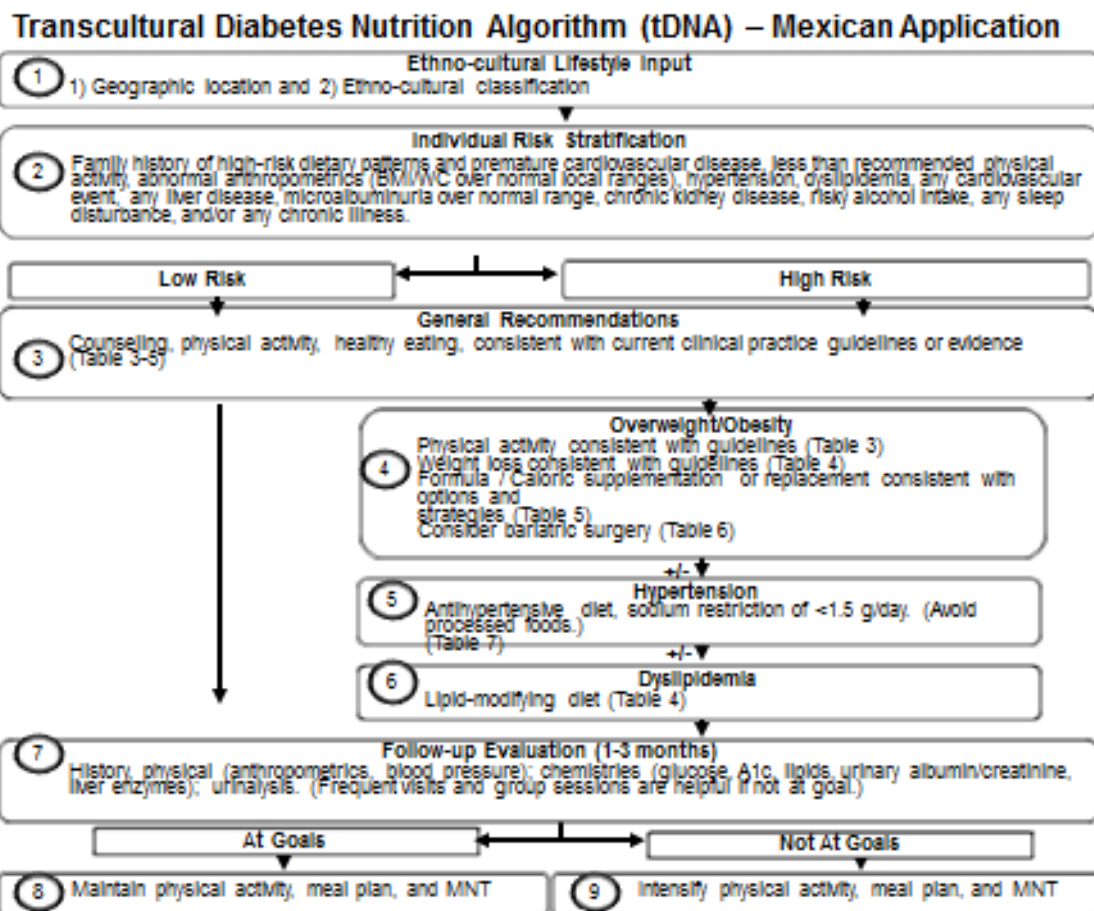 Transcultural Diabetes Nutrition Algorithm (tDNA) – Mexican Application
Ethno-cultural Lifestyle Input
1
1) Geographic location and 2) Ethno-cultural classification
Individual Risk Stratification
2
Family history of high-risk dietary patterns and premature cardiovascular disease, less than recommended physical
activity, abnormal anthropometrics (BMI/WC over normal local ranges), hypertension, dyslipidemia, any cardiovascular
event, any liver disease, microalbuminuria over normal range, chronic kidney disease, risky alcohol intake, any sleep
disturbance, and/or any chronic illness.
Low Risk
High Risk
General Recommendations
3
Counseling, physical activity, healthy eating, consistent with current clinical practice guidelines or evidence
(Table 3-5)
Overweight/Obesity
4
Physical activity consistent with guidelines (Table 3)
Weight loss consistent with guidelines (Table 4)
Formula / Caloric supplementation or replacement consistent with
options and
strategies (Table 5)
Consider bariatric surgery (Table 6)
+/-
Hypertension
5
Antihypertensive diet, sodium restriction of <1.5 g/day. (Avoid
processed foods.)
(Table 7)
+/-
Dyslipidemia
6
Lipid-modifying diet (Table 4)
Follow-up Evaluation (1-3 months)
7
History, physical (anthropometrics, blood pressure); chemistries (glucose, A1c, lipids, urinary albumin/creatinine,
liver enzymes); urinalysis. (Frequent visits and group sessions are helpful if not at goal.)
At Goals
Not At Goals
8
Maintain physical activity, meal plan, and MNT
9
Intensify physical activity, meal plan, and MNT